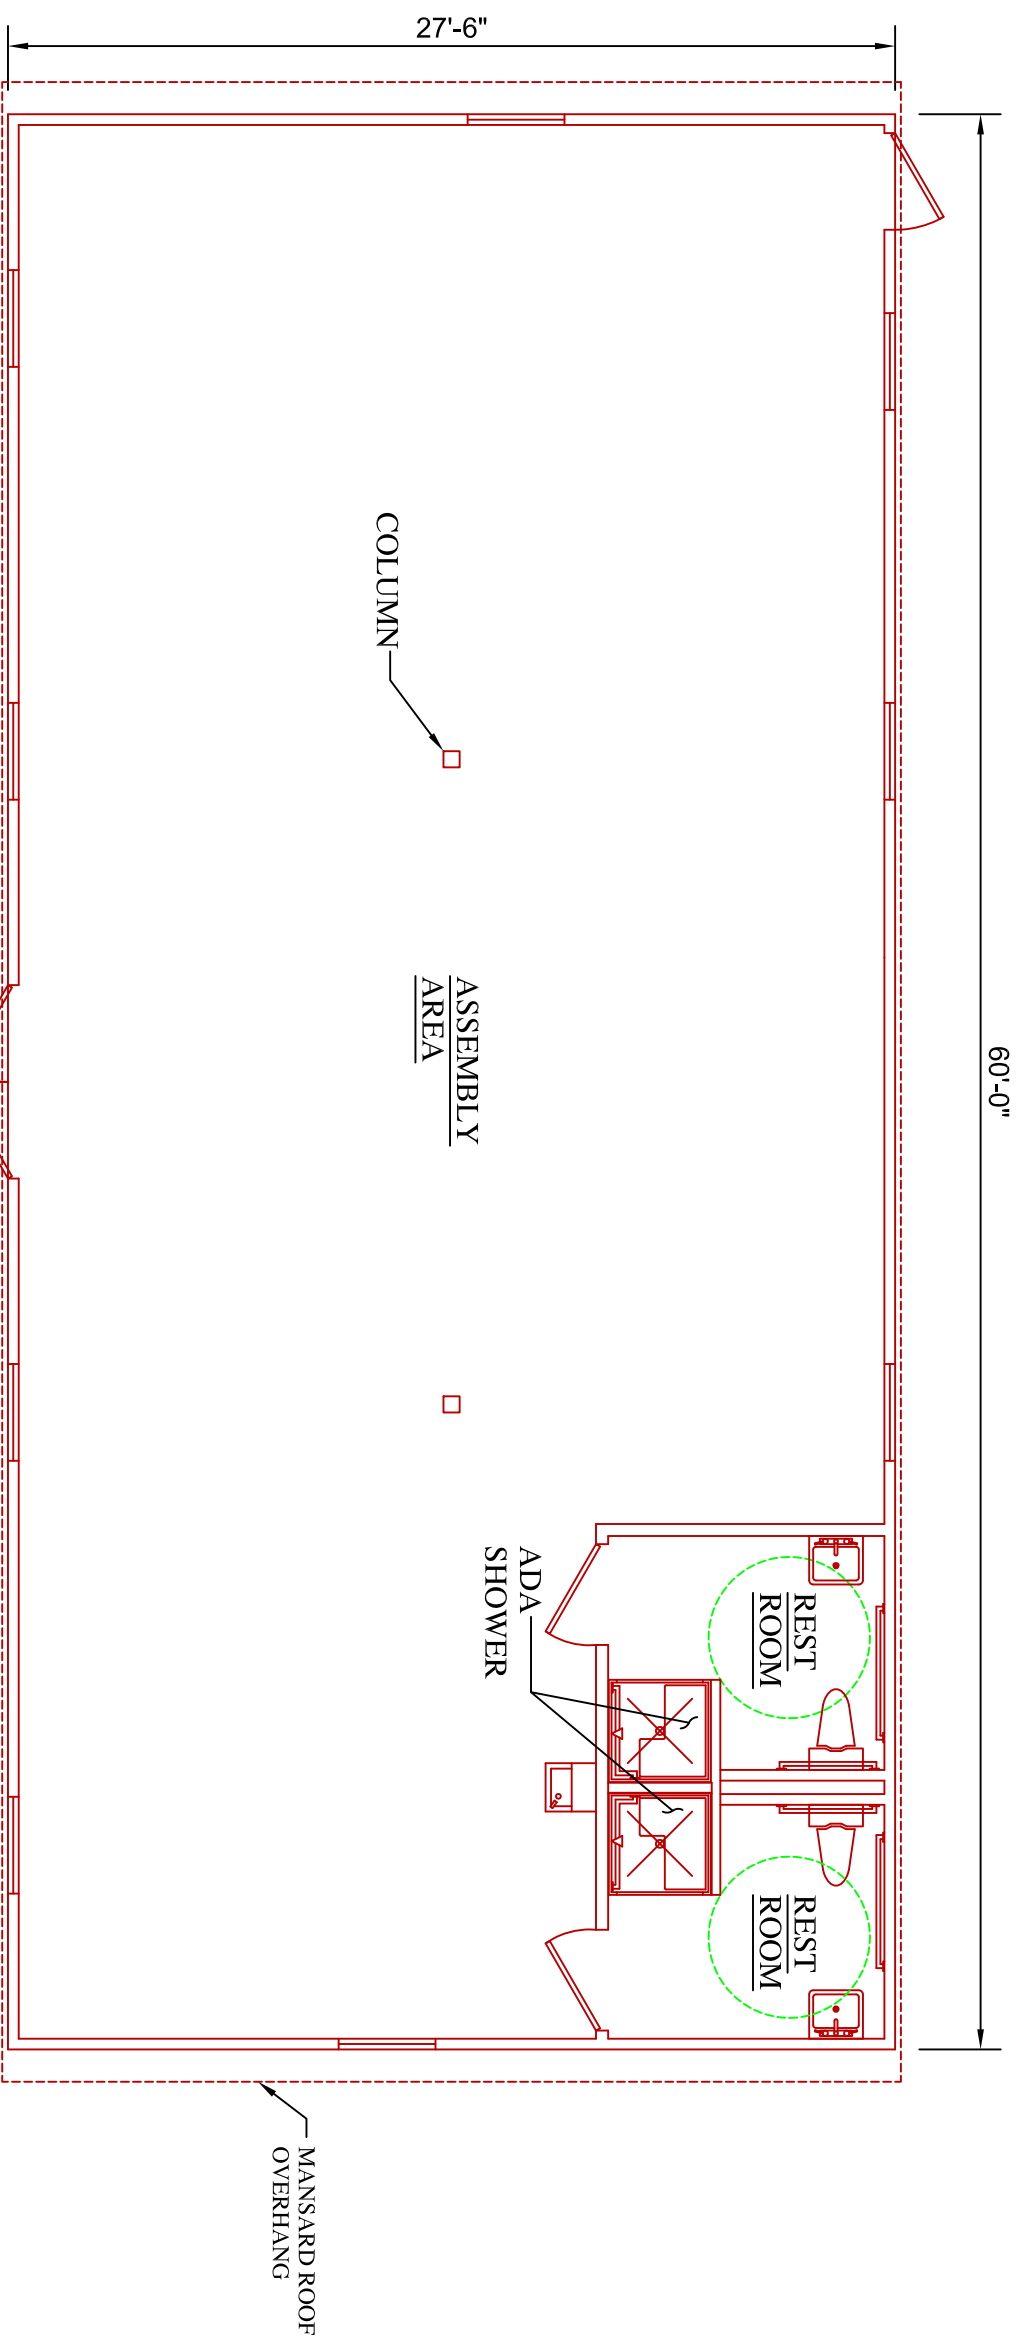 27'-6"
60'-0"
COLUMN
ASSEMBLY
AREA
ADA
SHOWER
REST
ROOM
REST
ROOM
MANSARD ROOF
OVERHANG